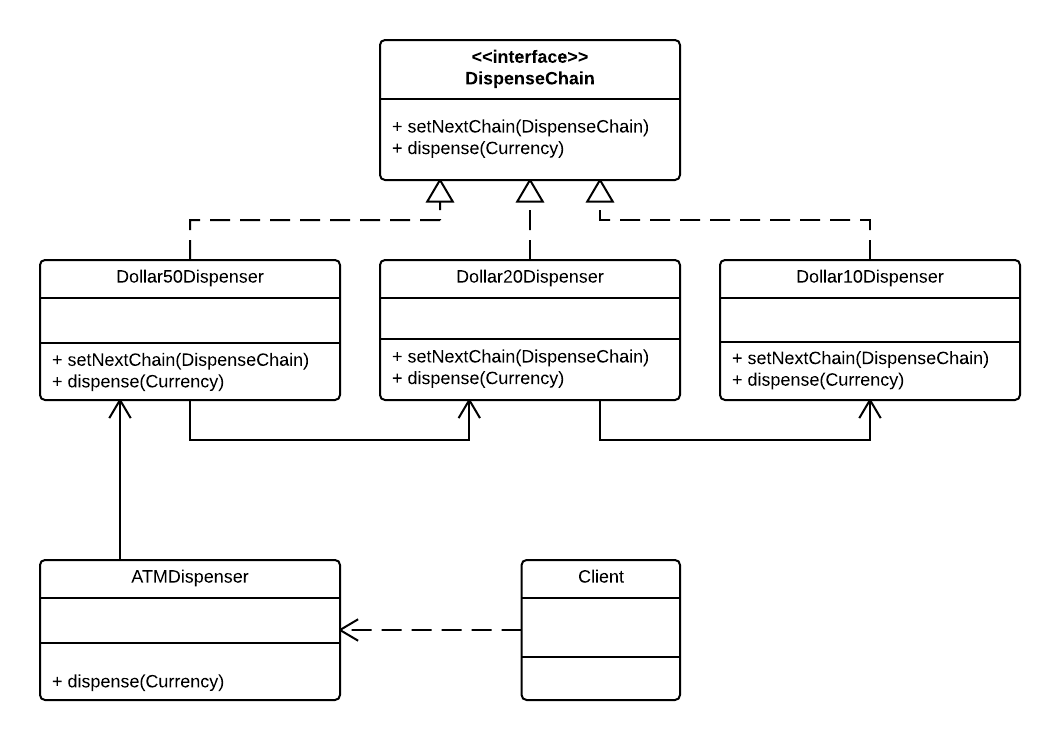 <<interface>>
DispenseChain
+ setNextChain(DispenseChain)
+ dispense(Currency)
Dollar50Dispenser
+ setNextChain(DispenseChain)
+ dispense(Currency)
Dollar20Dispenser
+ setNextChain(DispenseChain)
+ dispense(Currency)
Dollar10Dispenser
+ setNextChain(DispenseChain)
+ dispense(Currency)
ATMDispenser
+ dispense(Currency)
Client